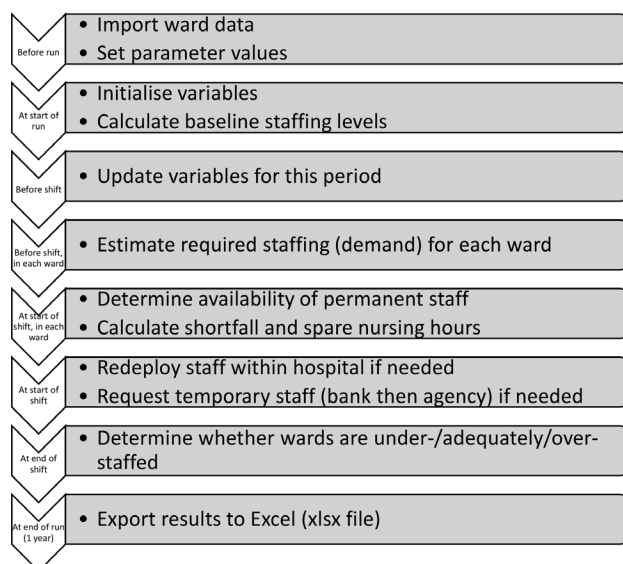 Before run
• Import ward data
• Set parameter values
At start of
run
• Initialise variables
• Calculate baseline staffing levels
Before shift
• Update variables for this period
Before shift,
in each ward
• Estimate required staffing (demand) for each ward
At start of
shift, in each
ward
• Determine availability of permanent staff
• Calculate shortfall and spare nursing hours
At start of
shift
• Redeploy staff within hospital if needed
• Request temporary staff (bank then agency) if needed
At end of
shift
• Determine whether wards are under-/adequately/over-
staffed
At end of run
(1 year)
• Export results to Excel (xlsx file)